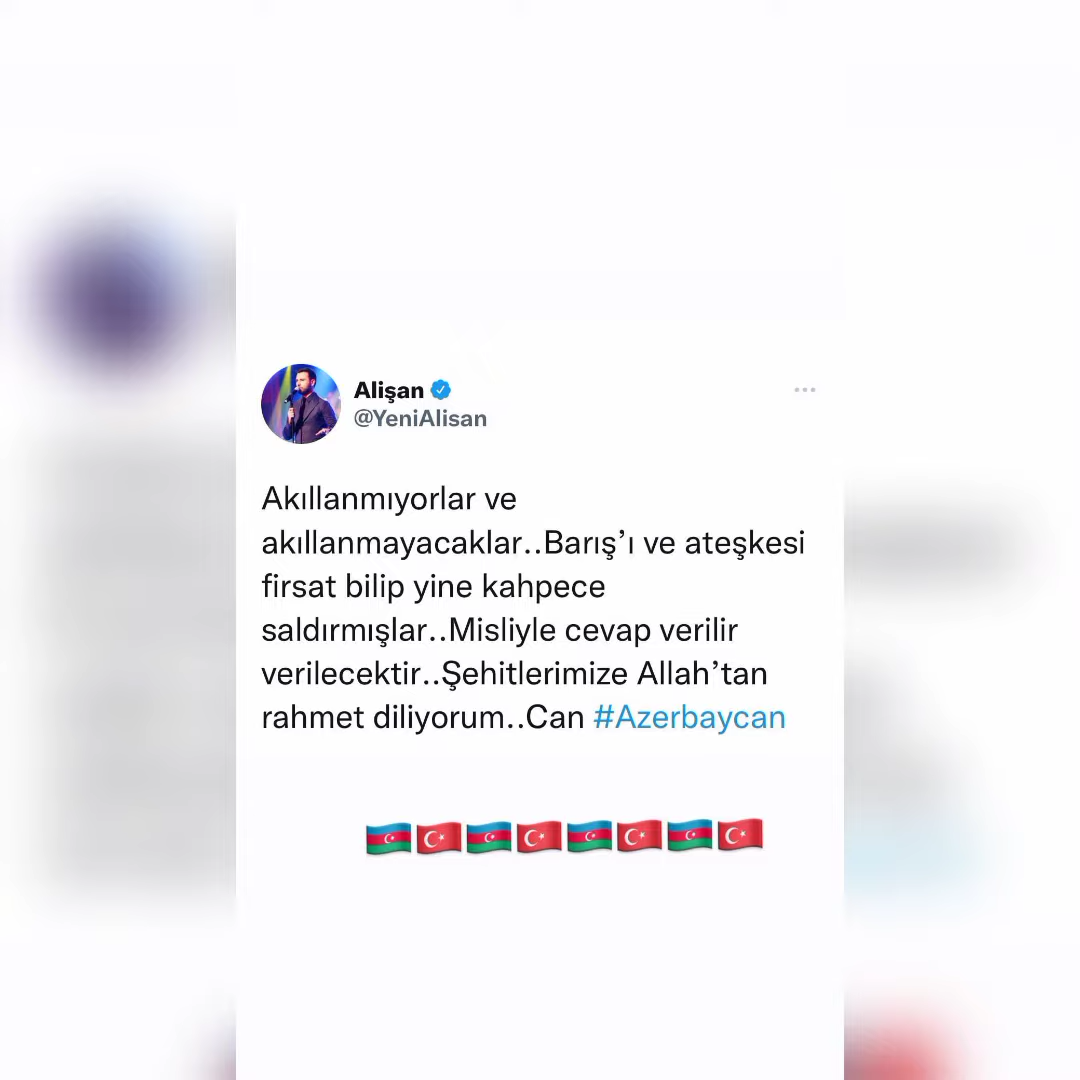 Alişan
@YeniAlisan
Akıllanmıyorlar ve
akıllanmayacaklar..Barış’ı ve ateşkesi
firsat bilip yine kahpece
saldırmışlar..Misliyle cevap verilir
verilecektir..Şehitlerimize Allah’tan
rahmet diliyorum..Can #Azerbaycan